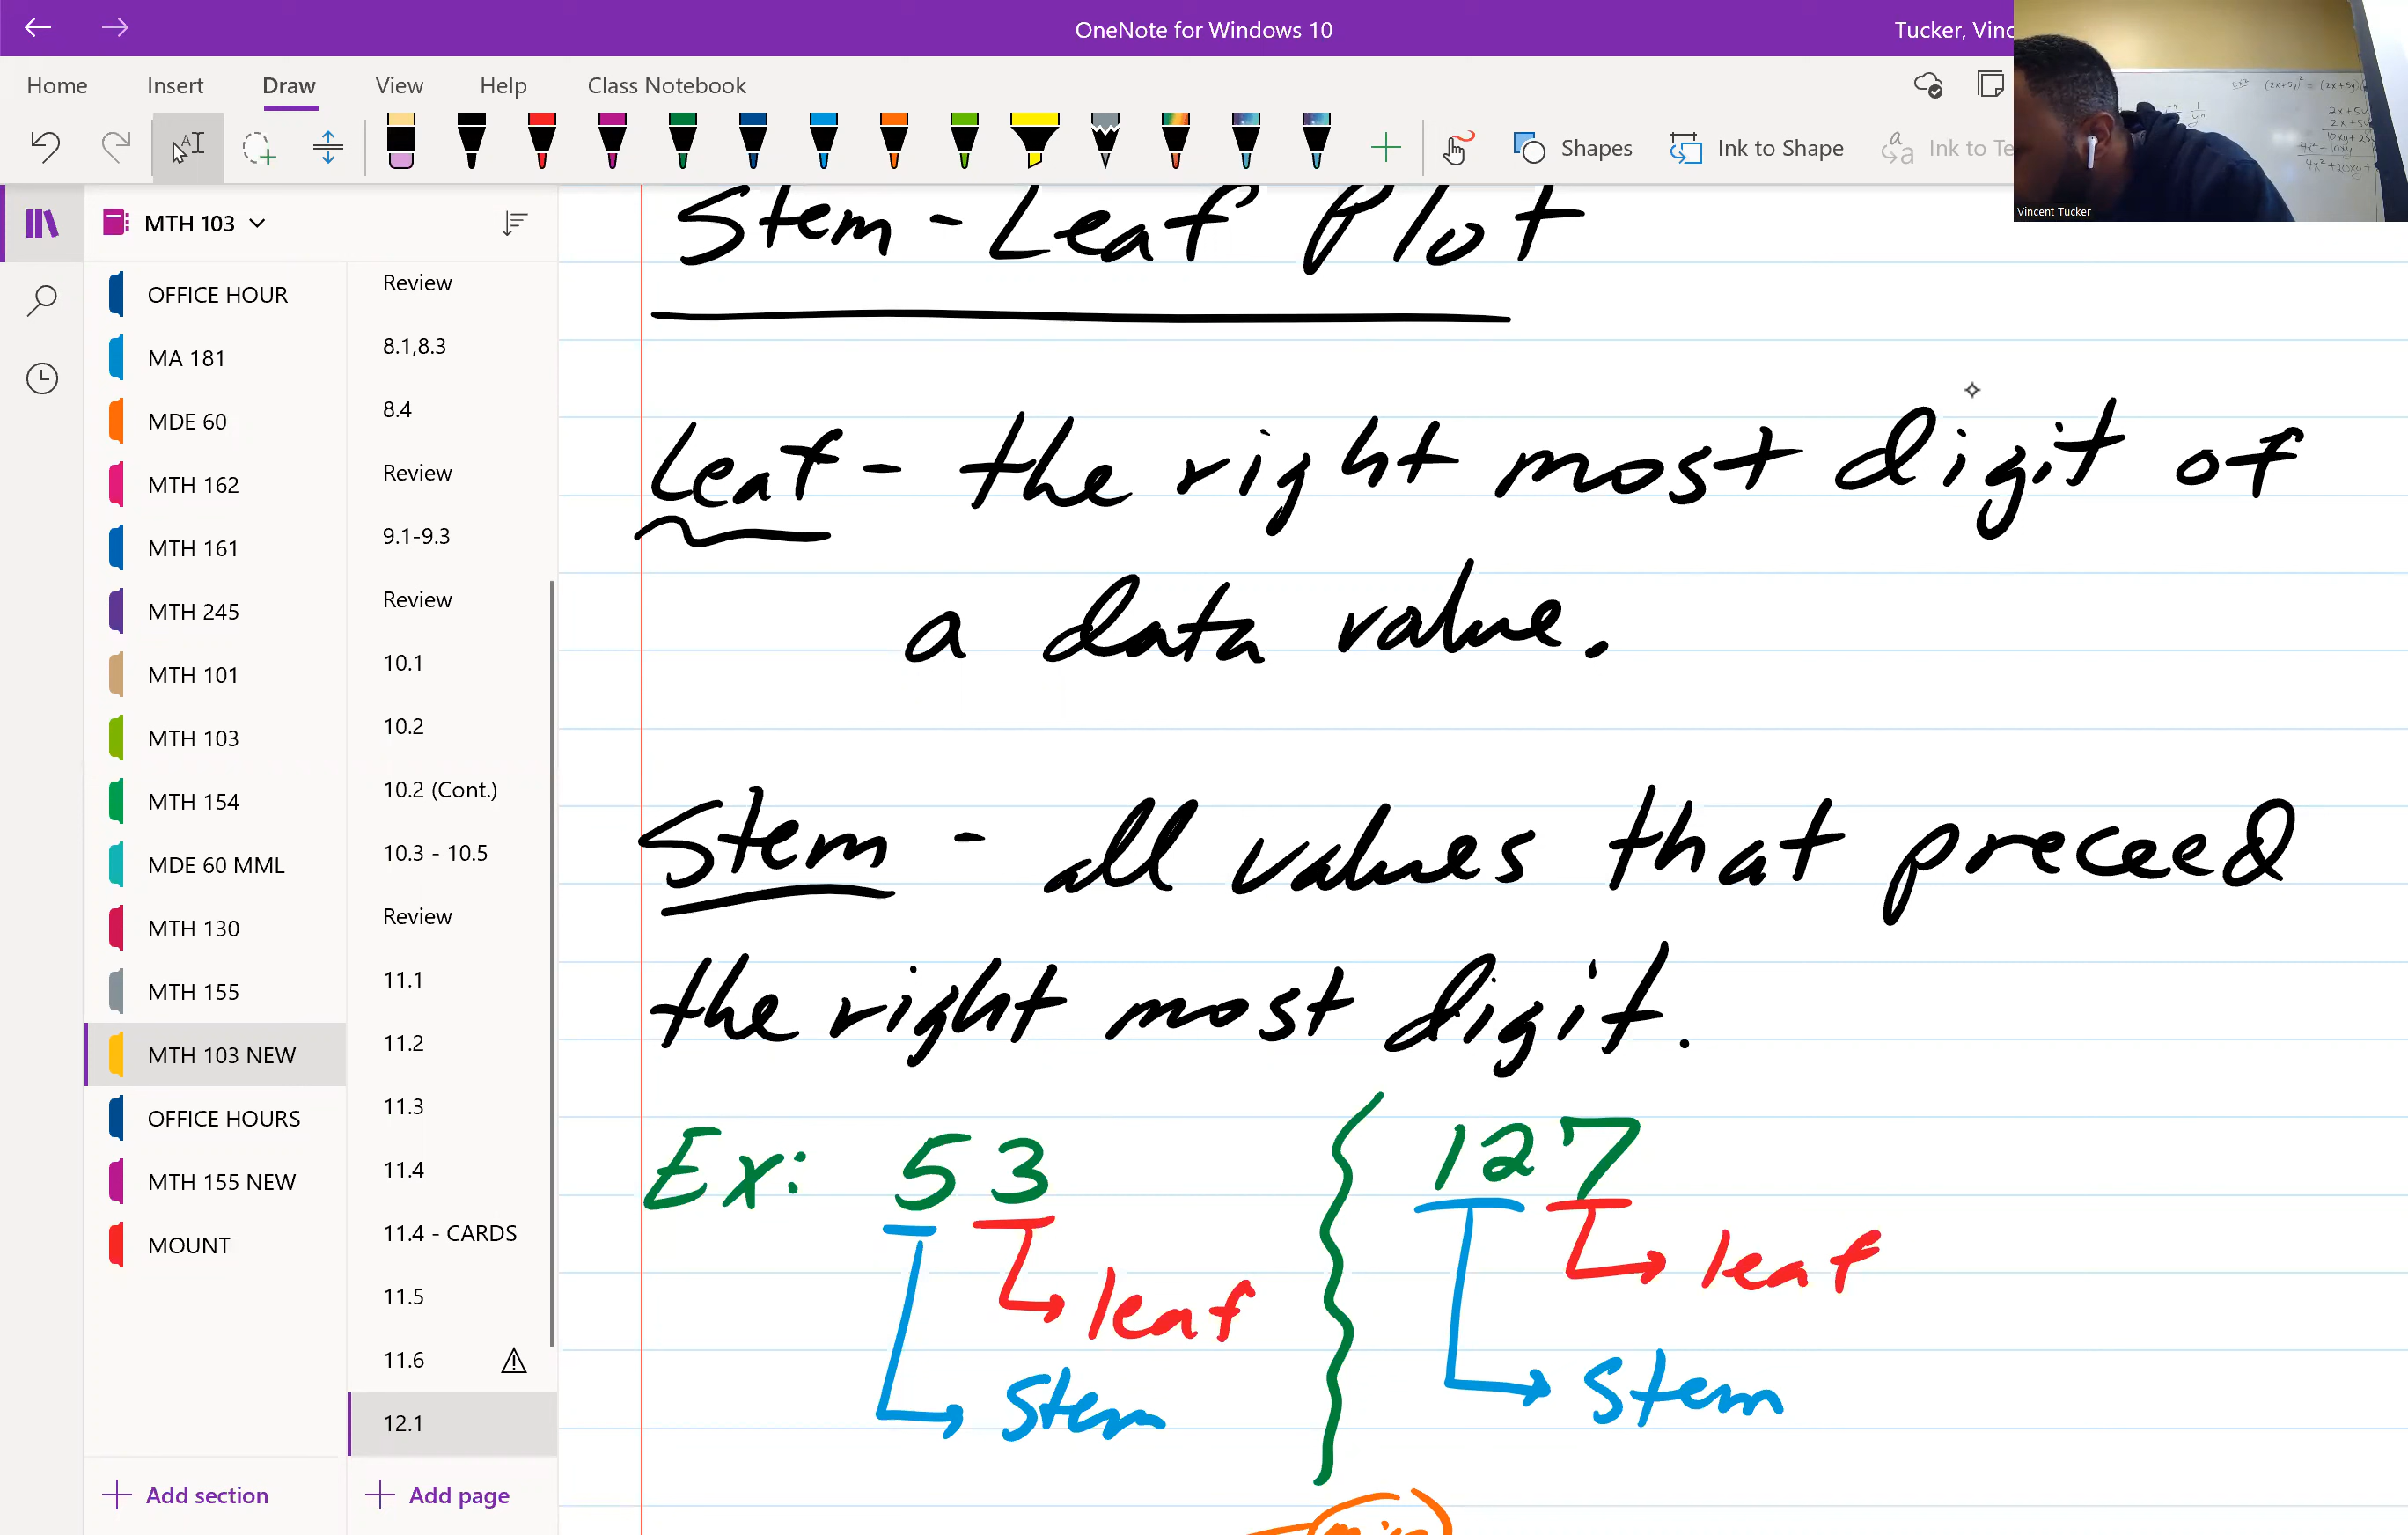 OneNote for Windows 10
Tucker, Vinc
Home Insert Draw View Help Class Notebook
Shapes Ink to Shape Ink to Te
Vincent Tucker
MTH 103
OFFICE HOUR
MA 181
MDE 60
MTH 162
MTH 161
MTH 245
MTH 101
MTH 103
MTH 154
MDE 60 MML
MTH 130
MTH 155
MTH 103 NEW
OFFICE HOURS
MTH 155 NEW
MOUNT
Add section
Review
8.1,8.3
8.4
Review
9.1-9.3
Review
10.1
10.2
10.2 (Cont.)
10.3 - 10.5
Review
11.1
11.2
11.3
11.4
11.4 - CARDS
11.5
11.6
12.1
Add page
Stem - Leaf Plot
Leaf - the right most digit of
a data value.
Stem - all values that preceed
the right most digit.
Ex: 53 127
leaf leaf
stem stem